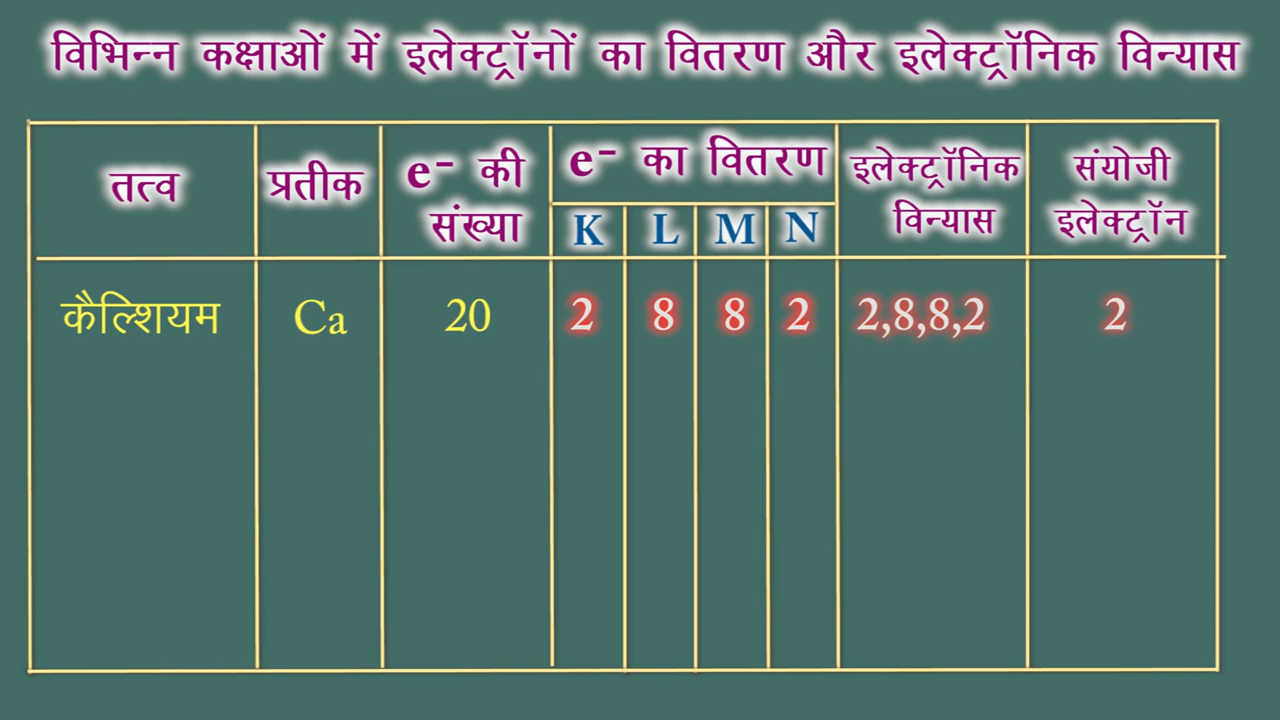 विभिन्न कक्षाओं में इलेक्ट्रॉनों का वितरण और इलेक्ट्रॉनिक विन्यास
तत्व प्रतीक e⁻ की संख्या e⁻ का वितरण इलेक्ट्रॉनिक विन्यास संयोजी इलेक्ट्रॉन
K L M N
कैल्शियम Ca 20 2 8 8 2 2,8,8,2 2